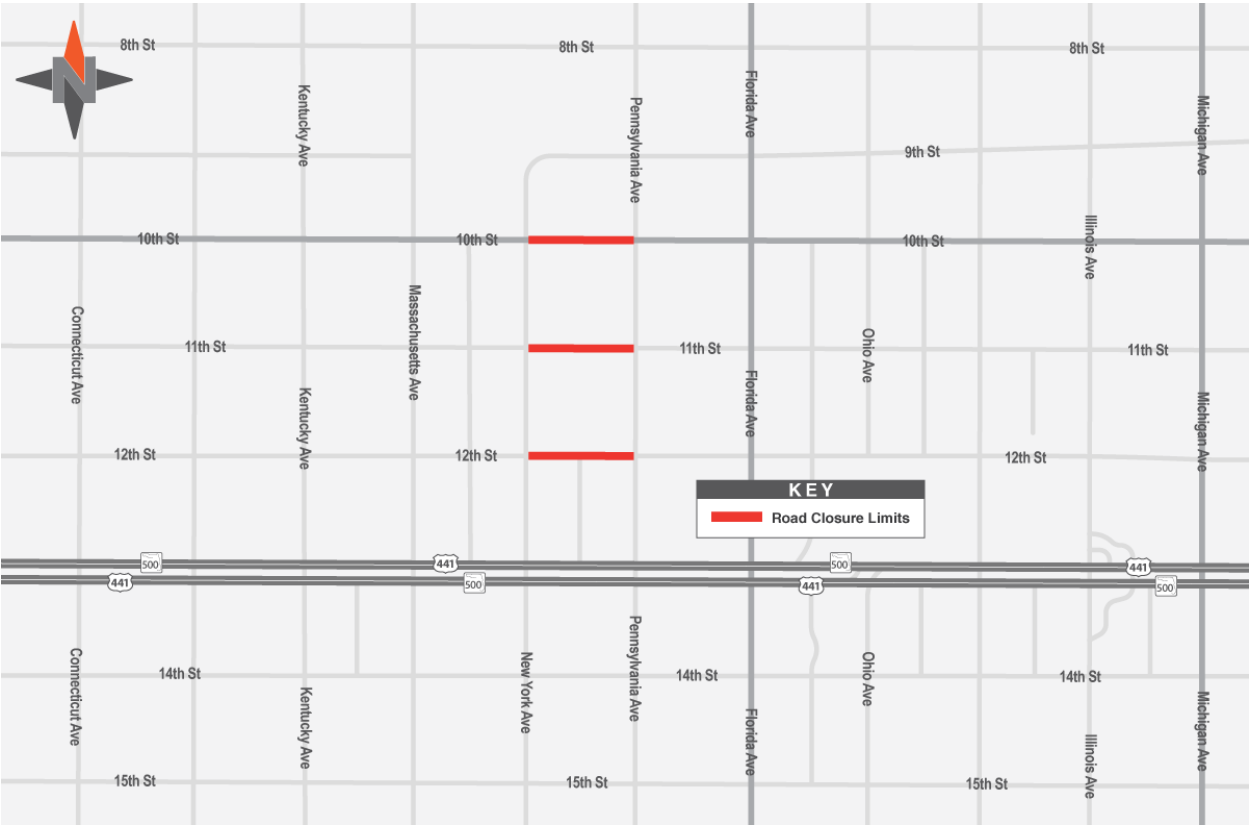 8th St
8th St
8th St
N
Kentucky Ave
Pennsylvania Ave
Florida Ave
Michigan Ave
9th St
10th St
10th St
10th St
Illinois Ave
Connecticut Ave
Massachusetts Ave
11th St
11th St
Ohio Ave
11th St
Kentucky Ave
Florida Ave
Michigan Ave
12th St
12th St
12th St
KEY
Road Closure Limits
500
441
500
441
441
500
441
500
Connecticut Ave
14th St
Kentucky Ave
New York Ave
Pennsylvania Ave
14th St
Florida Ave
Ohio Ave
14th St
Illinois Ave
Michigan Ave
15th St
15th St
15th St